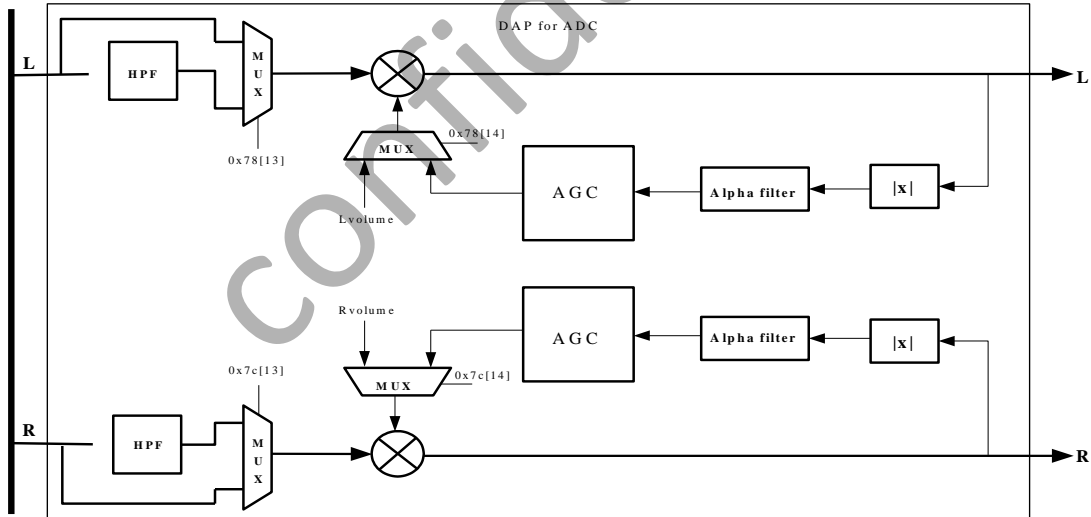 DAP for ADC
L
HPF
MUX
L
0x78[14]
MUX
0x78[13]
AGC
Alpha filter
|x|
Lvolume
Rvolume
AGC
Alpha filter
|x|
0x7c[13]
MUX
0x7c[14]
R
HPF
MUX
R
confid